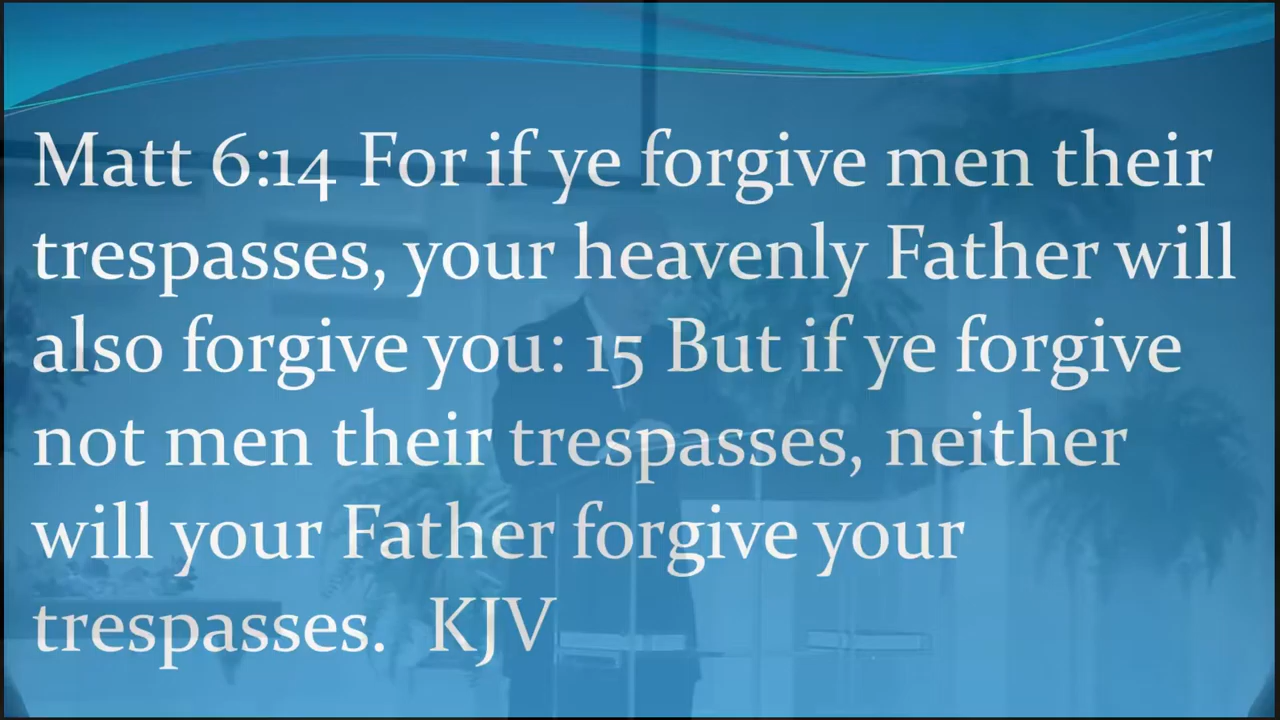 Matt 6:14 For if ye forgive men their
trespasses, your heavenly Father will
also forgive you: 15 But if ye forgive
not men their trespasses, neither
will your Father forgive your
trespasses.  KJV